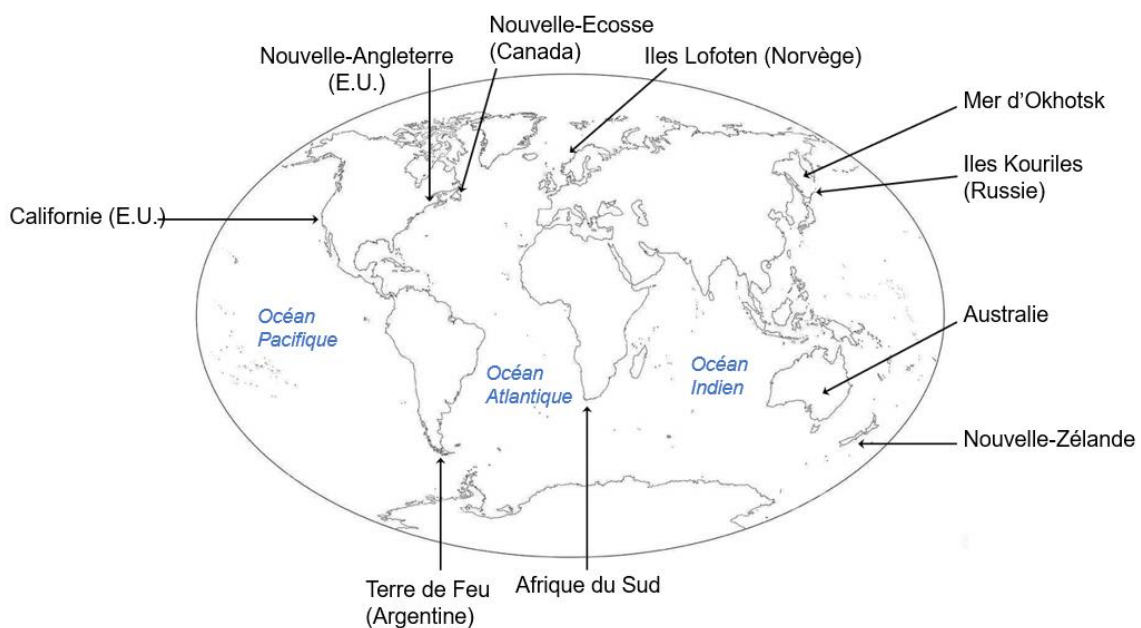 Nouvelle-Ecosse
(Canada)
Nouvelle-Angleterre
(E.U.)
Iles Lofoten (Norvège)
Mer d'Okhotsk
Iles Kouriles
(Russie)
Californie (E.U.)
Australie
Océan
Pacifique
Océan
Atlantique
Océan
Indien
Nouvelle-Zélande
Terre de Feu
(Argentine)
Afrique du Sud